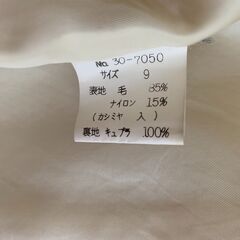 No. 30-7050
サイズ 9
表地 毛 85%
ナイロン 15%
(カシミヤ 入)
裏地 キュプラ 100%